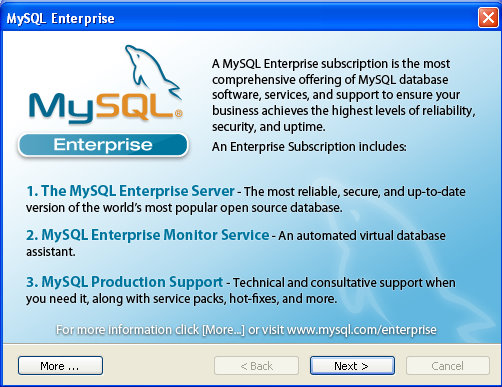 MySQL Enterprise
MySQL®
Enterprise
A MySQL Enterprise subscription is the most
comprehensive offering of MySQL database
software, services, and support to ensure your
business achieves the highest levels of reliability,
security, and uptime.
An Enterprise Subscription includes:
1. The MySQL Enterprise Server - The most reliable, secure, and up-to-date
version of the world's most popular open source database.
2. MySQL Enterprise Monitor Service - An automated virtual database
assistant.
3. MySQL Production Support - Technical and consultative support when
you need it, along with service packs, hot-fixes, and more.
For more information click [More...] or visit www.mysql.com/enterprise
More ...
< Back
Next >
Cancel